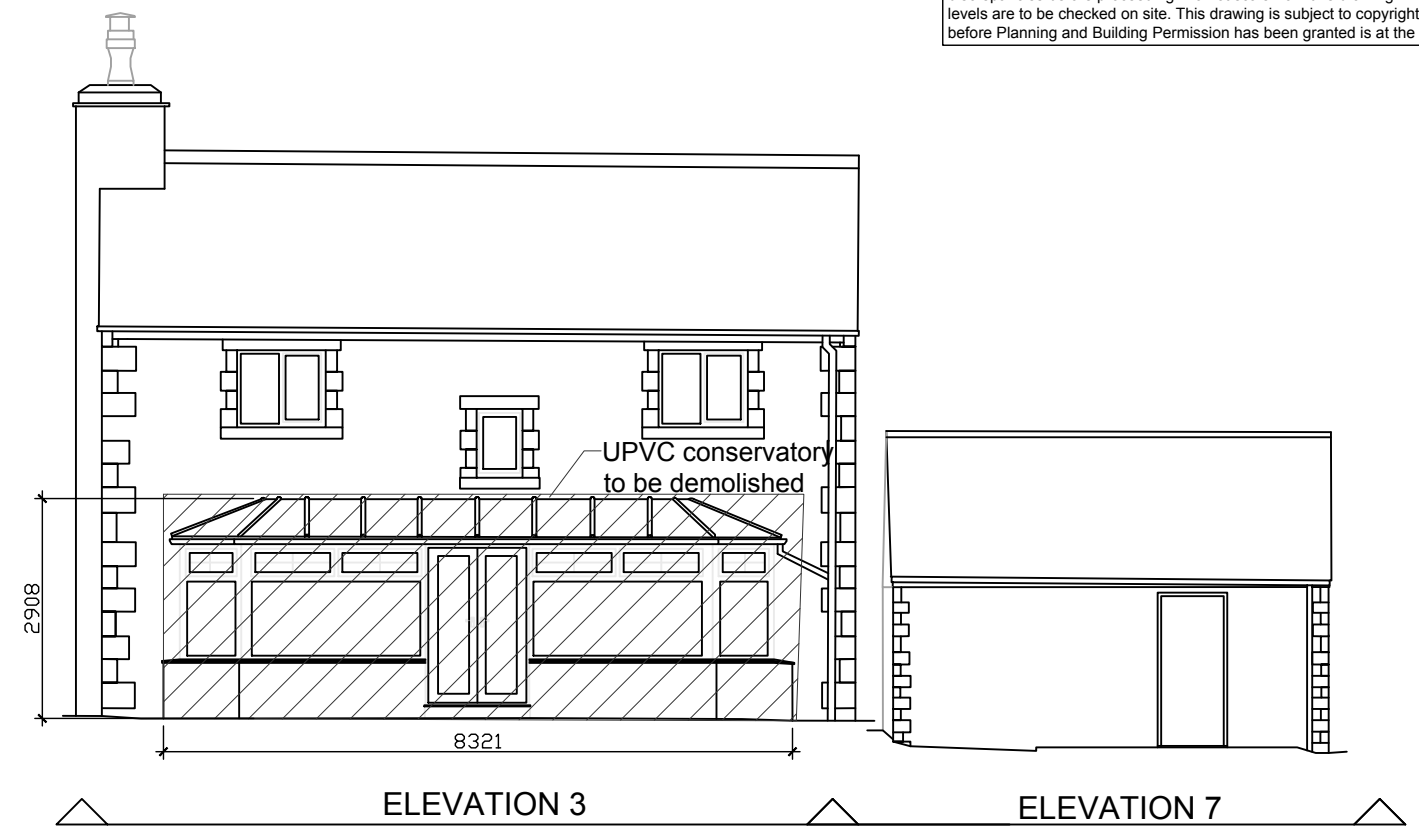 levels are to be checked on site. This drawing is subject to copyright
before Planning and Building Permission has been granted is at the
UPVC conservatory
to be demolished
2908
8321
ELEVATION 3
ELEVATION 7